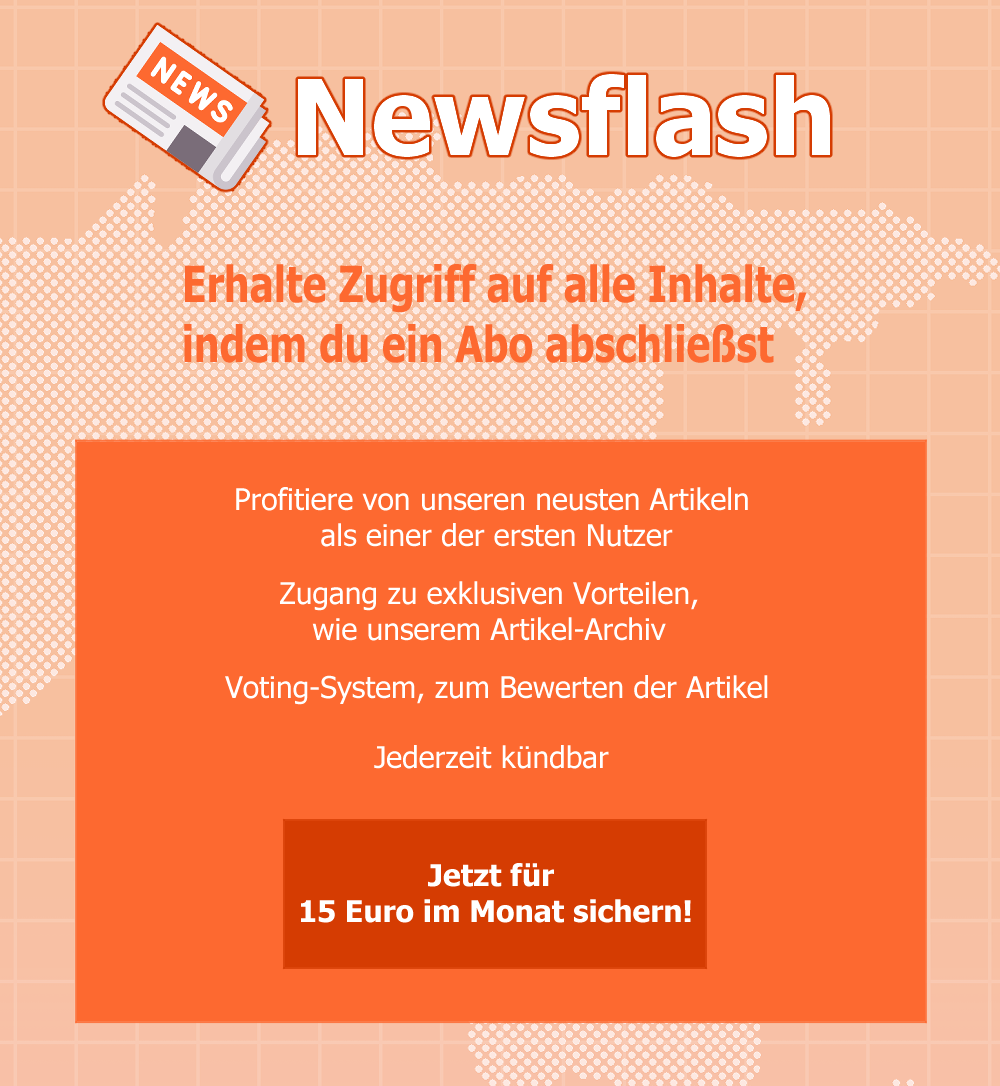 NEWS
Newsflash
Erhalte Zugriff auf alle Inhalte,
indem du ein Abo abschließst
Profitiere von unseren neusten Artikeln
als einer der ersten Nutzer
Zugang zu exklusiven Vorteilen,
wie unserem Artikel-Archiv
Voting-System, zum Bewerten der Artikel
Jederzeit kündbar
Jetzt für
15 Euro im Monat sichern!